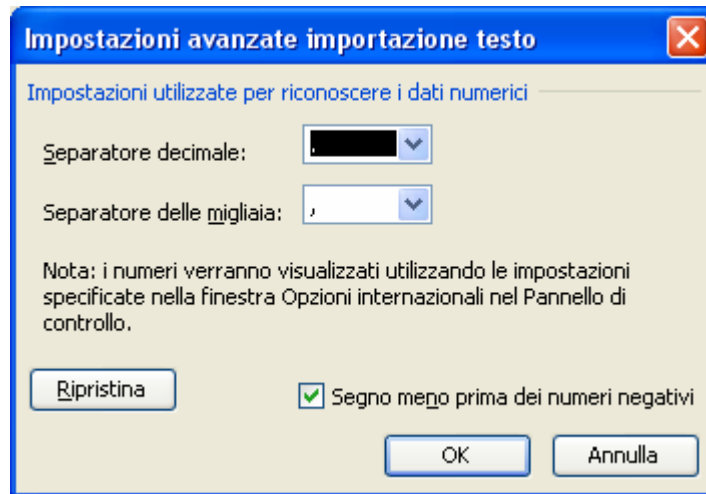 Impostazioni avanzate importazione testo
Impostazioni utilizzate per riconoscere i dati numerici
Separatore decimale: .
Separatore delle migliaia: ,
Nota: i numeri verranno visualizzati utilizzando le impostazioni
specificate nella finestra Opzioni internazionali nel Pannello di
controllo.
Ripristina
Segno meno prima dei numeri negativi
OK
Annulla